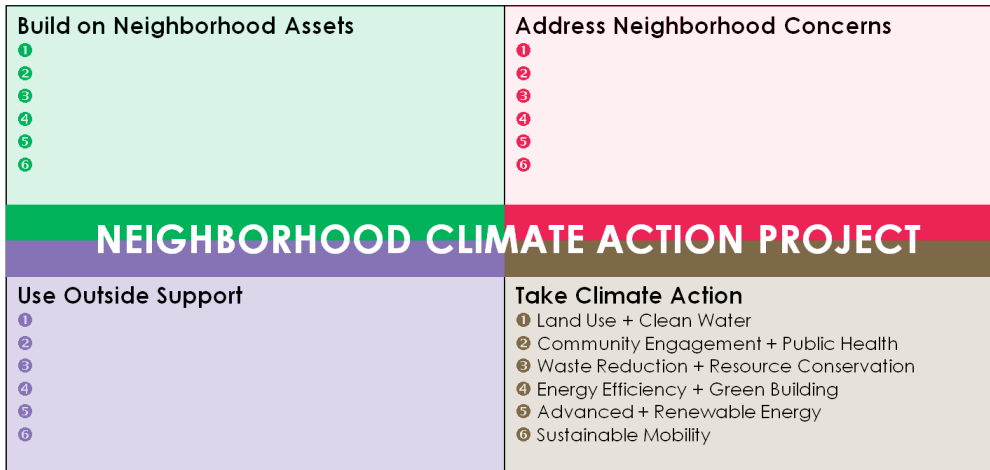 Build on Neighborhood Assets
❶
❷
❸
❹
❺
❻
Address Neighborhood Concerns
❶
❷
❸
❹
❺
❻
NEIGHBORHOOD CLIMATE ACTION PROJECT
Use Outside Support
❶
❷
❸
❹
❺
❻
Take Climate Action
❶ Land Use + Clean Water
❷ Community Engagement + Public Health
❸ Waste Reduction + Resource Conservation
❹ Energy Efficiency + Green Building
❺ Advanced + Renewable Energy
❻ Sustainable Mobility